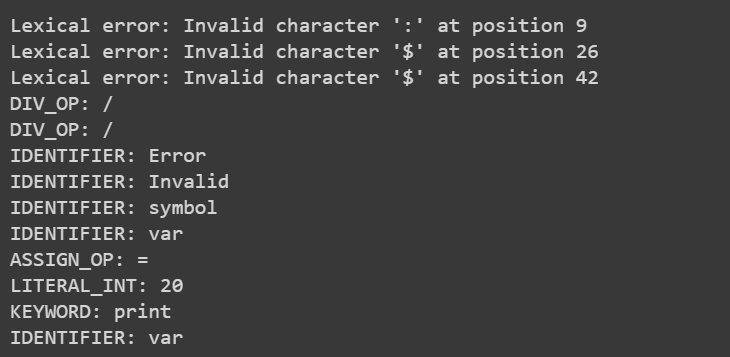 Lexical error: Invalid character ':' at position 9
Lexical error: Invalid character '$' at position 26
Lexical error: Invalid character '$' at position 42
DIV_OP: /
DIV_OP: /
IDENTIFIER: Error
IDENTIFIER: Invalid
IDENTIFIER: symbol
IDENTIFIER: var
ASSIGN_OP: =
LITERAL_INT: 20
KEYWORD: print
IDENTIFIER: var